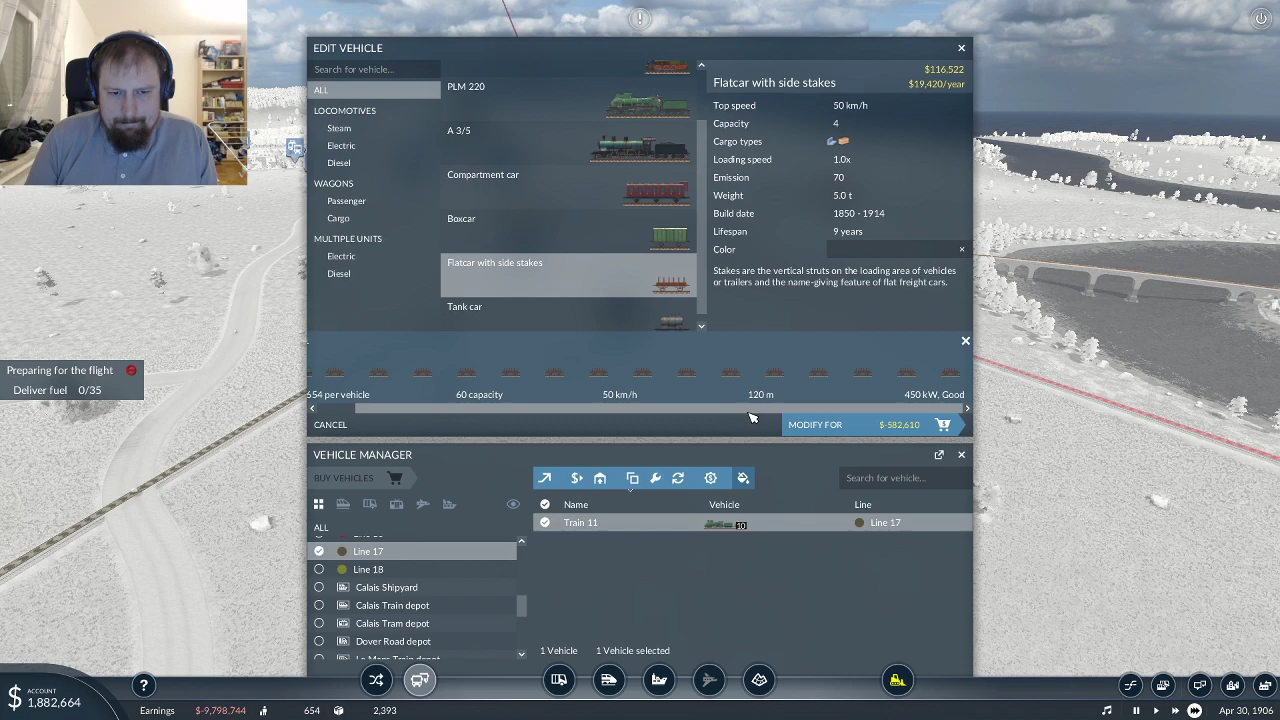 EDIT VEHICLE
Search for vehicle...
ALL
LOCOMOTIVES
Steam
Electric
Diesel
WAGONS
Passenger
Cargo
MULTIPLE UNITS
Electric
Diesel
PLM 220
A 3/5
Compartment car
Boxcar
Flatcar with side stakes
Tank car
Flatcar with side stakes
$116,522
$19,420/year
Top speed 50 km/h
Capacity 4
Cargo types
Loading speed 1.0x
Emission 70
Weight 5.0 t
Build date 1850 - 1914
Lifespan 9 years
Color
Stakes are the vertical struts on the loading area of vehicles
or trailers and the name-giving feature of flat freight cars.
654 per vehicle 60 capacity 50 km/h 120 m 450 kW, Good
CANCEL
MODIFY FOR $-582,610
Preparing for the flight
Deliver fuel 0/35
VEHICLE MANAGER
BUY VEHICLES
Search for vehicle...
ALL
Line 17
Line 18
Calais Shipyard
Calais Train depot
Calais Tram depot
Dover Road depot
Le Mans Train depot
Name Vehicle Line
Train 11 10 Line 17
1 Vehicle 1 Vehicle selected
$ ACCOUNT
1,882,664
?
Earnings $-9,798,744 654 2,393
Apr 30, 1906